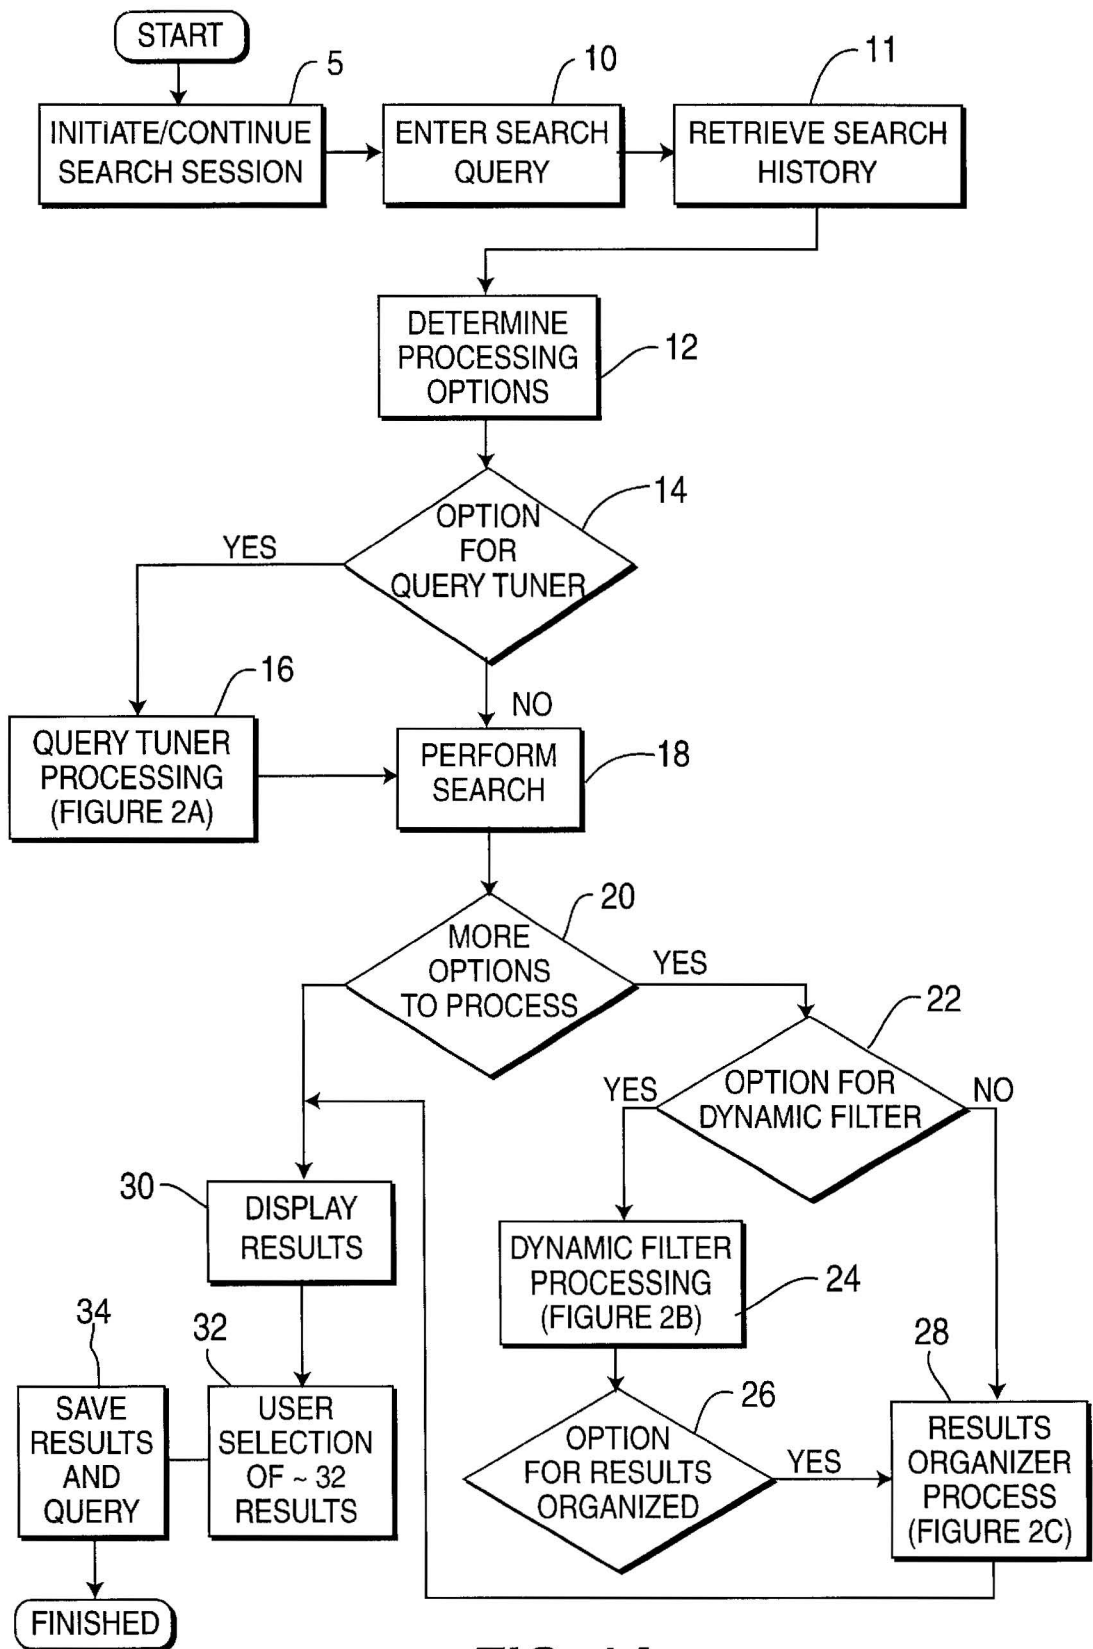 START
5
10
11
INITIATE/CONTINUE
SEARCH SESSION
ENTER SEARCH
QUERY
RETRIEVE SEARCH
HISTORY
DETERMINE
PROCESSING
OPTIONS
12
OPTION
FOR
QUERY TUNER
14
YES
NO
16
QUERY TUNER
PROCESSING
(FIGURE 2A)
PERFORM
SEARCH
18
MORE
OPTIONS
TO PROCESS
20
YES
22
OPTION FOR
DYNAMIC FILTER
YES
NO
30
DISPLAY
RESULTS
DYNAMIC FILTER
PROCESSING
(FIGURE 2B)
24
34
32
SAVE
RESULTS
AND
QUERY
USER
SELECTION
OF ~ 32
RESULTS
26
OPTION
FOR RESULTS
ORGANIZED
YES
28
RESULTS
ORGANIZER
PROCESS
(FIGURE 2C)
FINISHED